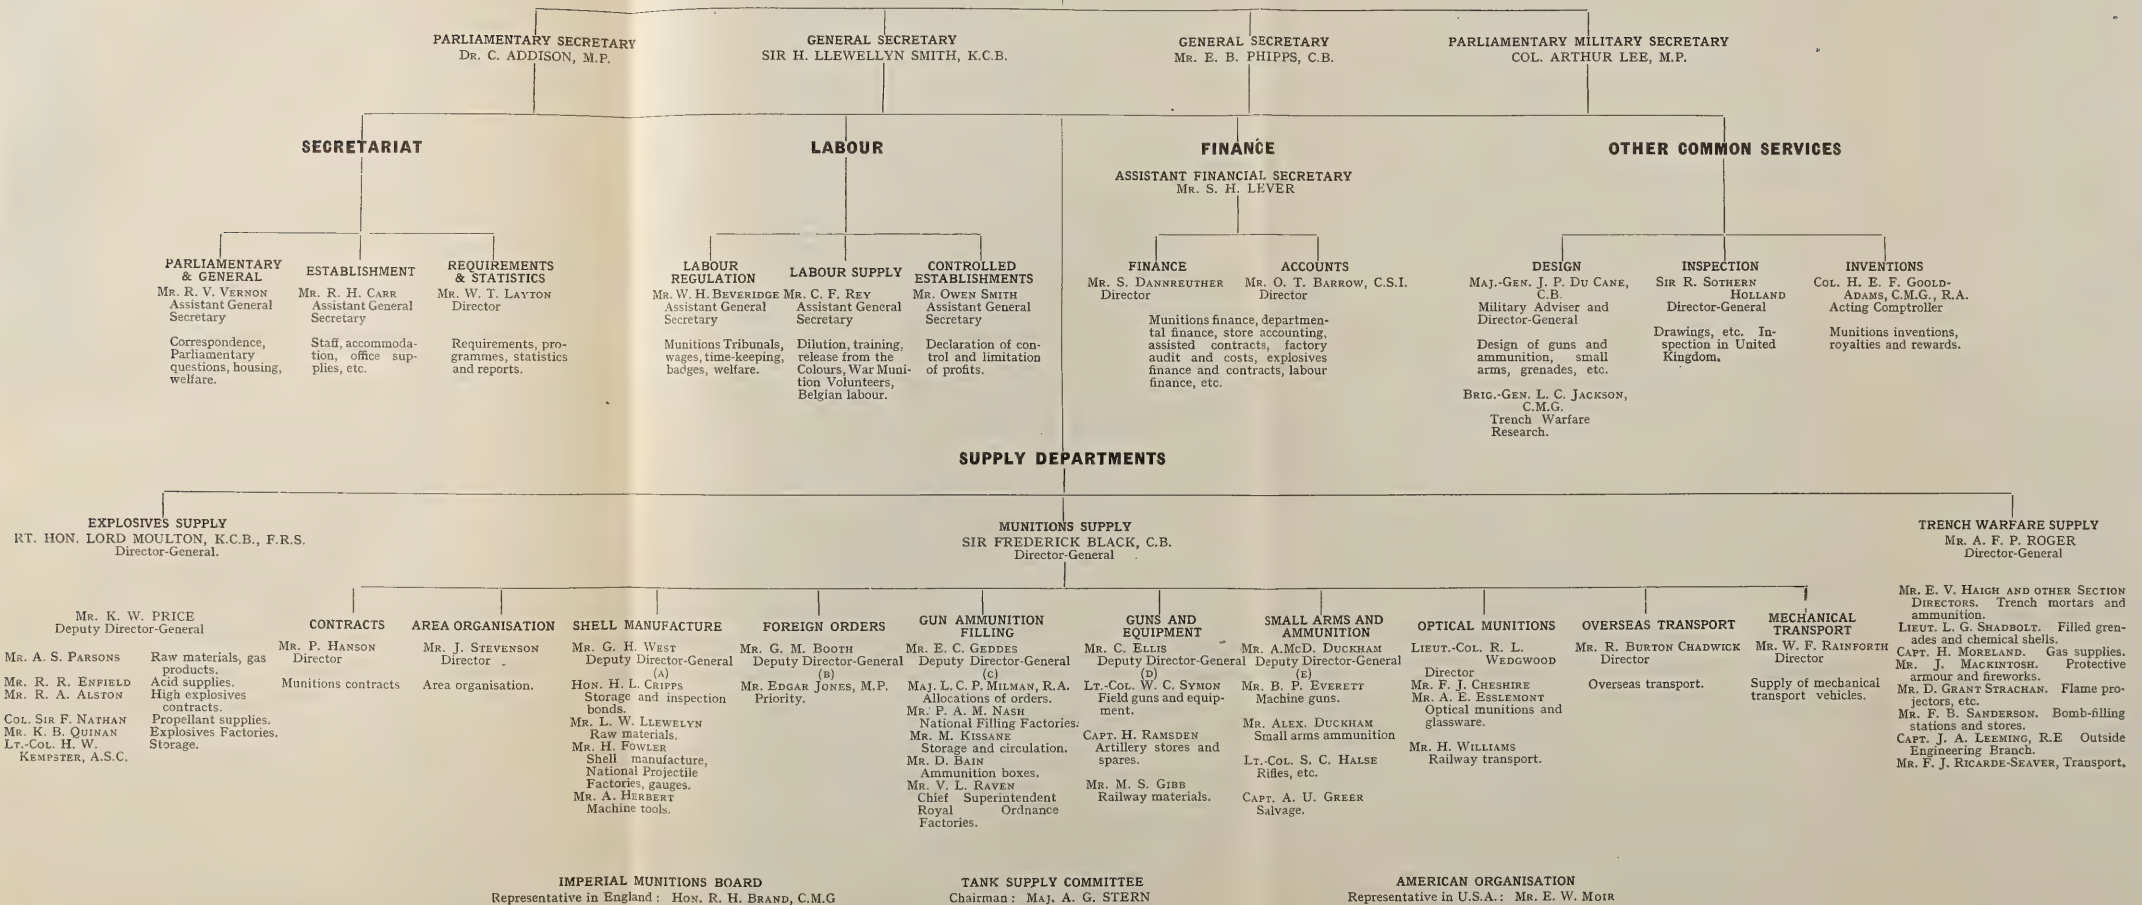 PARLIAMENTARY SECRETARY
DR. C. ADDISON, M.P.
GENERAL SECRETARY
SIR H. LLEWELLYN SMITH, K.C.B.
GENERAL SECRETARY
MR. E. B. PHIPPS, C.B.
PARLIAMENTARY MILITARY SECRETARY
COL. ARTHUR LEE, M.P.
SECRETARIAT
LABOUR
FINANCE
OTHER COMMON SERVICES
ASSISTANT FINANCIAL SECRETARY
MR. S. H. LEVER
PARLIAMENTARY
& GENERAL
MR. R. V. VERNON
Assistant General
Secretary
Correspondence,
Parliamentary
questions, housing,
welfare.
ESTABLISHMENT
MR. R. H. CARR
Assistant General
Secretary
Staff, accommoda-
tion, office sup-
plies, etc.
REQUIREMENTS
& STATISTICS
MR. W. T. LAYTON
Director
Requirements, pro-
grammes, statistics
and reports.
LABOUR
REGULATION
MR. W. H. BEVERIDGE
Assistant General
Secretary
Munitions Tribunals,
wages, time-keeping,
badges, welfare.
LABOUR SUPPLY
MR. C. F. REY
Assistant General
Secretary
Dilution, training,
release from the
Colours, War Muni-
tion Volunteers,
Belgian labour.
CONTROLLED
ESTABLISHMENTS
MR. OWEN SMITH
Assistant General
Secretary
Declaration of con-
trol and limitation
of profits.
FINANCE
MR. S. DANNREUTHER
Director
ACCOUNTS
MR. O. T. BARROW, C.S.I.
Director
Munitions finance, departmen-
tal finance, store accounting,
assisted contracts, factory
audit and costs, explosives
finance and contracts, labour
finance, etc.
DESIGN
MAJ.-GEN. J. P. DU CANE,
C.B.
Military Adviser and
Director-General
Design of guns and
ammunition, small
arms, grenades, etc.
BRIG.-GEN. L. C. JACKSON,
C.M.G.
Trench Warfare
Research.
INSPECTION
SIR R. SOTHERN
HOLLAND
Director-General
Drawings, etc. In-
spection in United
Kingdom.
INVENTIONS
COL. H. E. F. GOOLD-
ADAMS, C.M.G., R.A.
Acting Comptroller
Munitions inventions,
royalties and rewards.
SUPPLY DEPARTMENTS
EXPLOSIVES SUPPLY
RT. HON. LORD MOULTON, K.C.B., F.R.S.
Director-General.
MUNITIONS SUPPLY
SIR FREDERICK BLACK, C.B.
Director-General
TRENCH WARFARE SUPPLY
MR. A. F. P. ROGER
Director-General
MR. K. W. PRICE
Deputy Director-General
MR. A. S. PARSONS Raw materials, gas
products.
MR. R. R. ENFIELD Acid supplies.
MR. R. A. ALSTON High explosives
contracts.
COL. SIR F. NATHAN Propellant supplies.
MR. K. B. QUINAN Explosives Factories.
LT.-COL. H. W. Storage.
KEMPSTER, A.S.C.
CONTRACTS
MR. P. HANSON
Director
Munitions contracts
AREA ORGANISATION
MR. J. STEVENSON
Director
Area organisation.
SHELL MANUFACTURE
MR. G. H. WEST
Deputy Director-General
(A)
HON. H. L. CRIPPS
Storage and inspection
bonds.
MR. L. W. LLEWELYN
Raw materials.
MR. H. FOWLER
Shell manufacture,
National Projectile
Factories, gauges.
MR. A. HERBERT
Machine tools.
FOREIGN ORDERS
MR. G. M. BOOTH
Deputy Director-General
(B)
MR. EDGAR JONES, M.P.
Priority.
GUN AMMUNITION
FILLING
MR. E. C. GEDDES
Deputy Director-General
(C)
MAJ. L. C. P. MILMAN, R.A.
Allocations of orders.
MR. P. A. M. NASH
National Filling Factories.
MR. M. KISSANE
Storage and circulation.
MR. D. BAIN
Ammunition boxes.
MR. V. L. RAVEN
Chief Superintendent
Royal Ordnance
Factories.
GUNS AND
EQUIPMENT
MR. C. ELLIS
Deputy Director-General
(D)
LT.-COL. W. C. SYMON
Field guns and equip-
ment.
CAPT. H. RAMSDEN
Artillery stores and
spares.
MR. M. S. GIBB
Railway materials.
SMALL ARMS AND
AMMUNITION
MR. A.McD. DUCKHAM
Deputy Director-General
(E)
MR. B. P. EVERETT
Machine guns.
MR. ALEX. DUCKHAM
Small arms ammunition
LT.-COL. S. C. HALSE
Rifles, etc.
CAPT. A. U. GREER
Salvage.
OPTICAL MUNITIONS
LIEUT.-COL. R. L.
WEDGWOOD
Director
MR. F. J. CHESHIRE
MR. A. E. ESSLEMONT
Optical munitions and
glassware.
MR. H. WILLIAMS
Railway transport.
OVERSEAS TRANSPORT
MR. R. BURTON CHADWICK
Director
Overseas transport.
MECHANICAL
TRANSPORT
MR. W. F. RAINFORTH
Director
Supply of mechanical
transport vehicles.
MR. E. V. HAIGH AND OTHER SECTION
DIRECTORS. Trench mortars and
ammunition.
LIEUT. L. G. SHADBOLT. Filled gren-
ades and chemical shells.
CAPT. H. MORELAND. Gas supplies.
MR. J. MACKINTOSH. Protective
armour and fireworks.
MR. D. GRANT STRACHAN. Flame pro-
jectors, etc.
MR. F. B. SANDERSON. Bomb-filling
stations and stores.
CAPT. J. A. LEEMING, R.E Outside
Engineering Branch.
MR. F. J. RICARDE-SEAVER, Transport.
IMPERIAL MUNITIONS BOARD
Representative in England : HON. R. H. BRAND, C.M.G
TANK SUPPLY COMMITTEE
Chairman : MAJ. A. G. STERN
AMERICAN ORGANISATION
Representative in U.S.A. : MR. E. W. MOIR